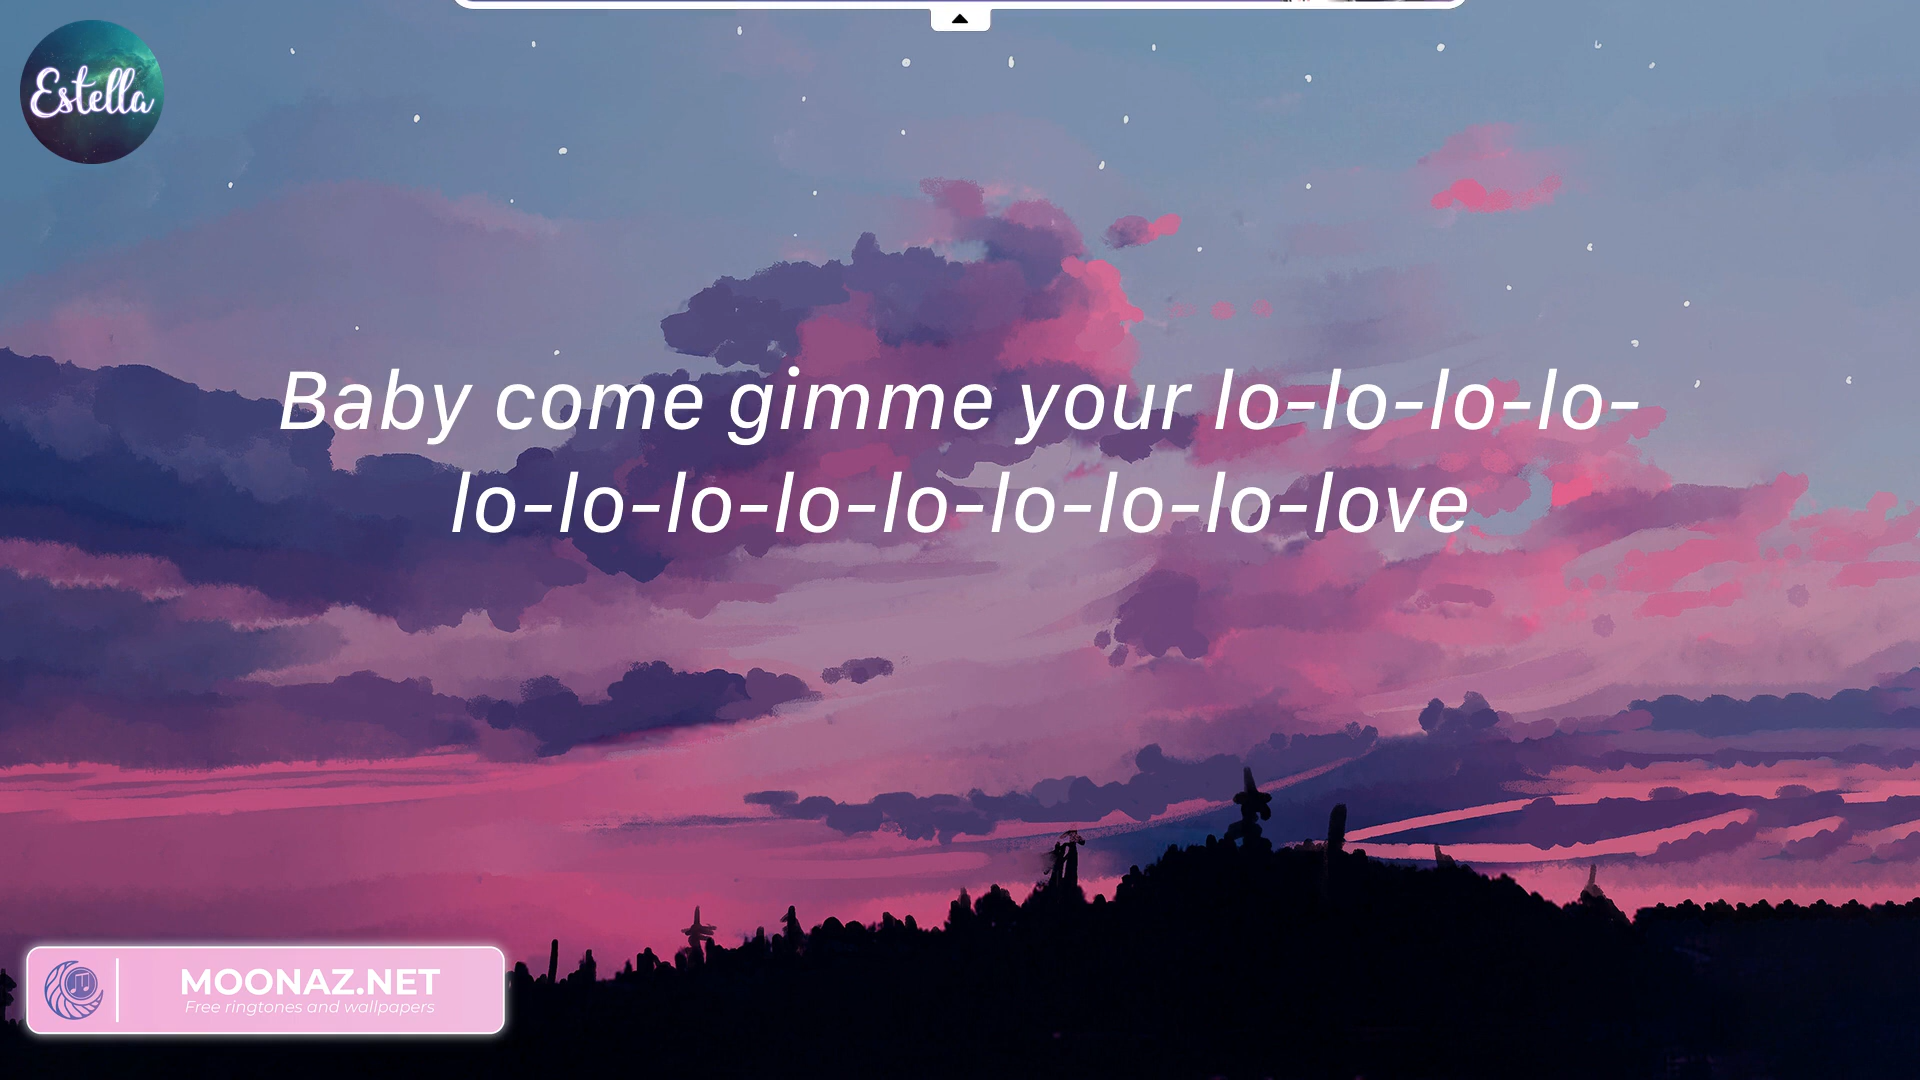 Estella
Baby come gimme your lo-lo-lo-lo-
lo-lo-lo-lo-lo-lo-lo-lo-love
MOONAZ.NET
Free ringtones and wallpapers